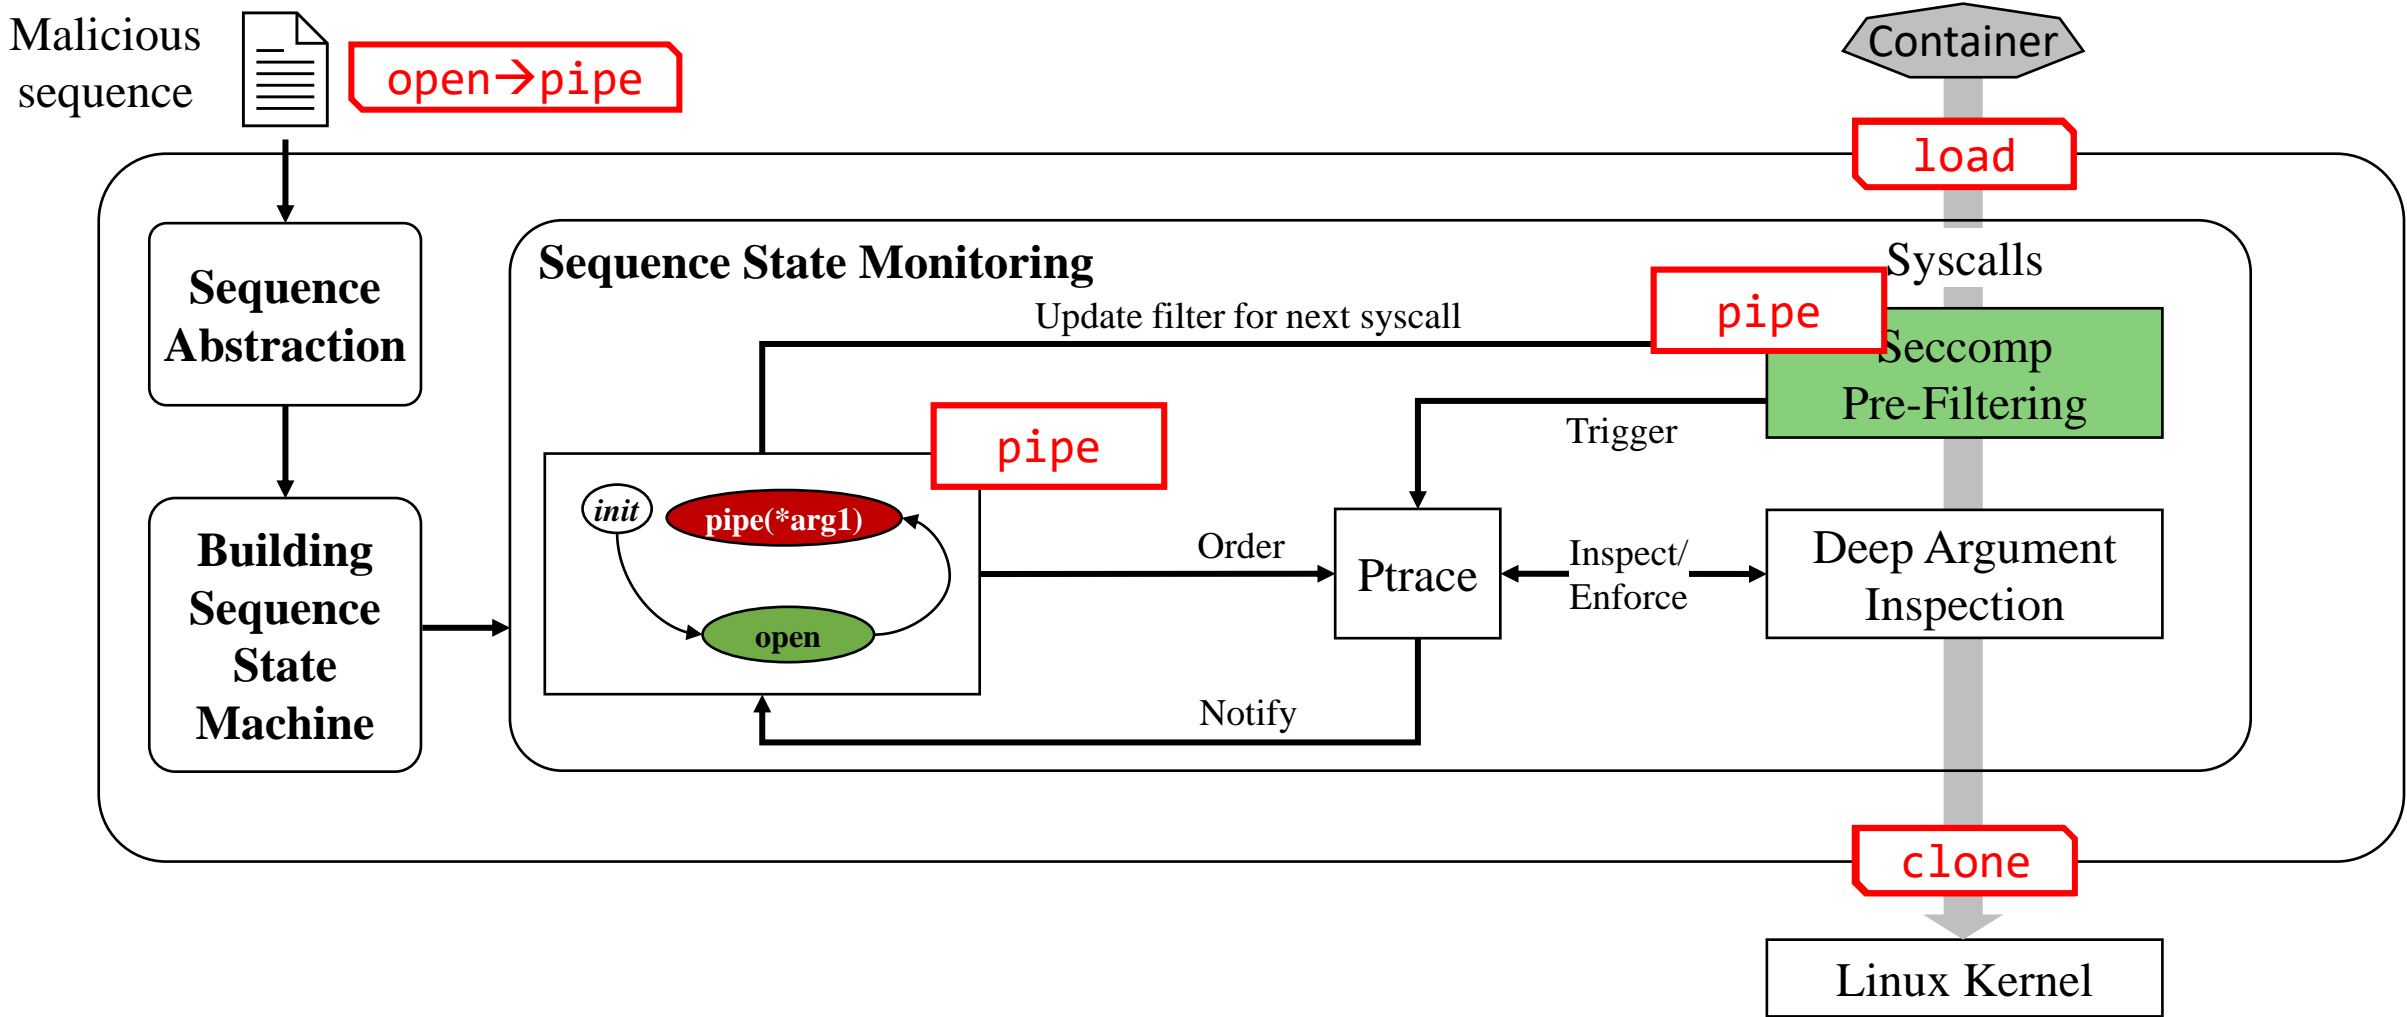 Malicious
sequence
open→pipe
Container
load
Syscalls
Sequence
Abstraction
Sequence State Monitoring
Update filter for next syscall
pipe
Seccomp
Pre-Filtering
Trigger
pipe
init
pipe(*arg1)
open
Order
Ptrace
Inspect/
Enforce
Deep Argument
Inspection
Building
Sequence
State
Machine
Notify
clone
Linux Kernel